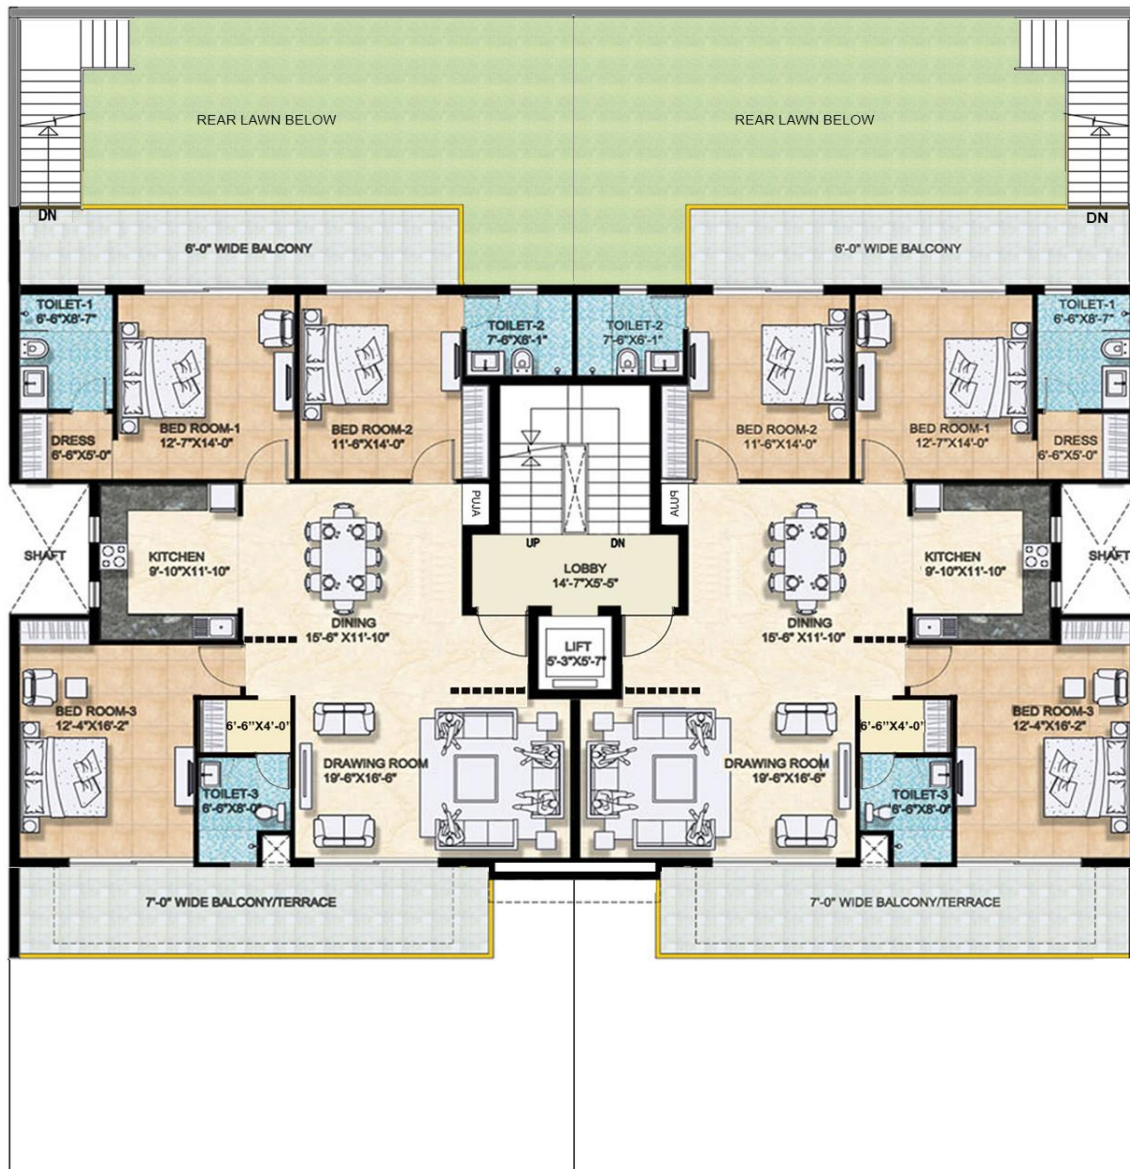 REAR LAWN BELOW
REAR LAWN BELOW
DN
DN
6'-0" WIDE BALCONY
6'-0" WIDE BALCONY
TOILET-1
6'-6"X8'-7"
TOILET-2
7'-6"X6'-1"
TOILET-2
7'-6"X6'-1"
TOILET-1
6'-6"X8'-7"
BED ROOM-1
12'-7"X14'-0"
BED ROOM-2
11'-6"X14'-0"
BED ROOM-2
11'-6"X14'-0"
BED ROOM-1
12'-7"X14'-0"
DRESS
6'-6"X5'-0"
DRESS
6'-6"X5'-0"
PUJA
PUJA
UP
DN
SHAFT
KITCHEN
9'-10"X11'-10"
LOBBY
14'-7"X5'-5"
KITCHEN
9'-10"X11'-10"
SHAFT
DINING
15'-6" X11'-10"
DINING
15'-6" X11'-10"
LIFT
5'-3"X5'-7"
BED ROOM-3
12'-4"X16'-2"
6'-6"X4'-0"
6'-6"X4'-0"
BED ROOM-3
12'-4"X16'-2"
DRAWING ROOM
19'-6"X16'-6"
DRAWING ROOM
19'-6"X16'-6"
TOILET-3
6'-6"X8'-0"
TOILET-3
6'-6"X8'-0"
7'-0" WIDE BALCONY/TERRACE
7'-0" WIDE BALCONY/TERRACE